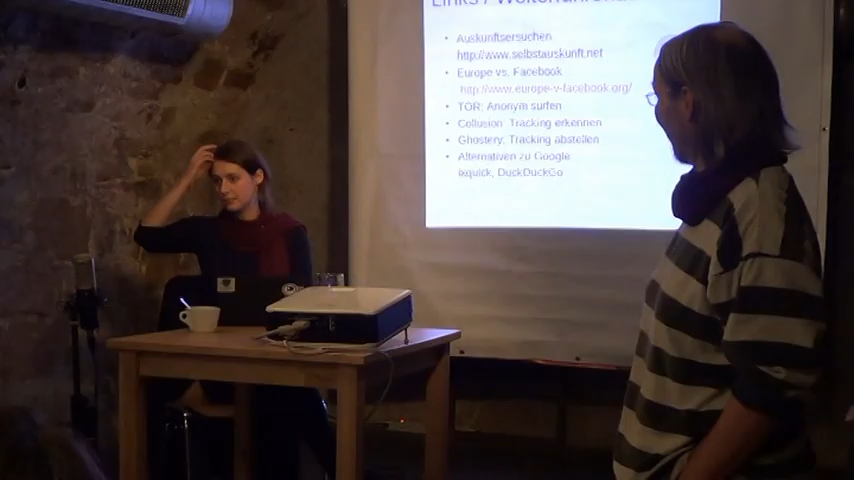 Links /
• Auskunftsersuchen
http://www.selbstauskunft.net
• Europe vs. Facebook
http://www.europe-v-facebook.org/
• TOR: Anonym surfen
• Collusion: Tracking erkennen
• Ghostery: Tracking abstellen
• Alternativen zu Google
Ixquick, DuckDuckGo